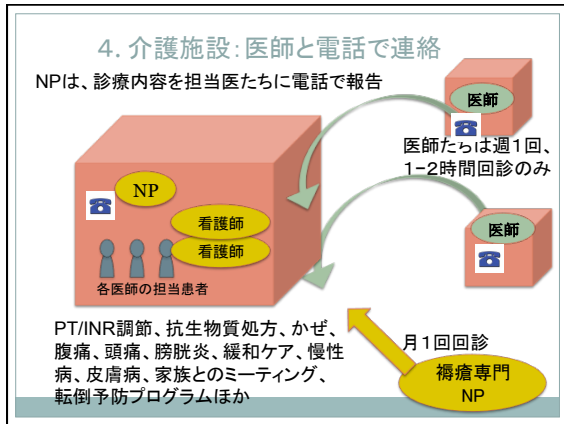 4. 介護施設：医師と電話で連絡
NPは、診療内容を担当医たちに電話で報告
医師
医師たちは週1回、
1−2時間回診のみ
NP
看護師
看護師
医師
各医師の担当患者
PT/INR調節、抗生物質処方、かぜ、
腹痛、頭痛、膀胱炎、緩和ケア、慢性
病、皮膚病、家族とのミーティング、
転倒予防プログラムほか
月1回回診
褥瘡専門
NP